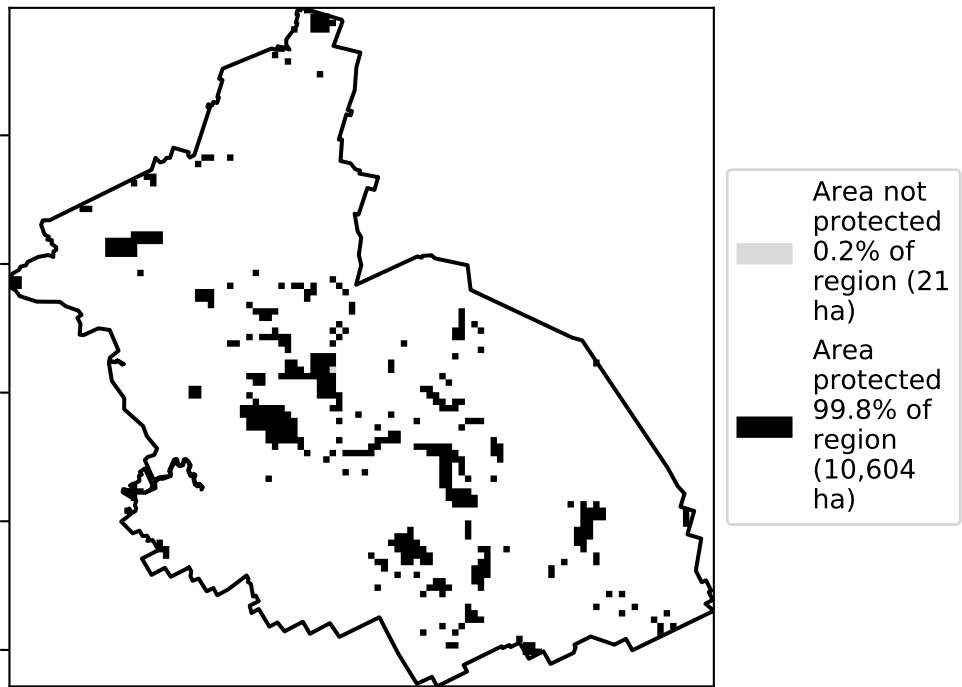 Area not
protected
0.2% of
region (21
ha)
Area
protected
99.8% of
region
(10,604
ha)